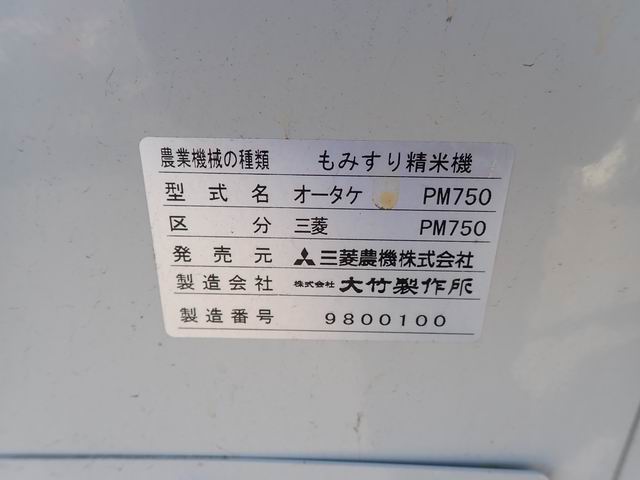 農業機械の種類 もみすり精米機
型式名 オータケ PM750
区分 三菱 PM750
発売元 三菱農機株式会社
製造会社 株式会社 大竹製作所
製造番号 9800100